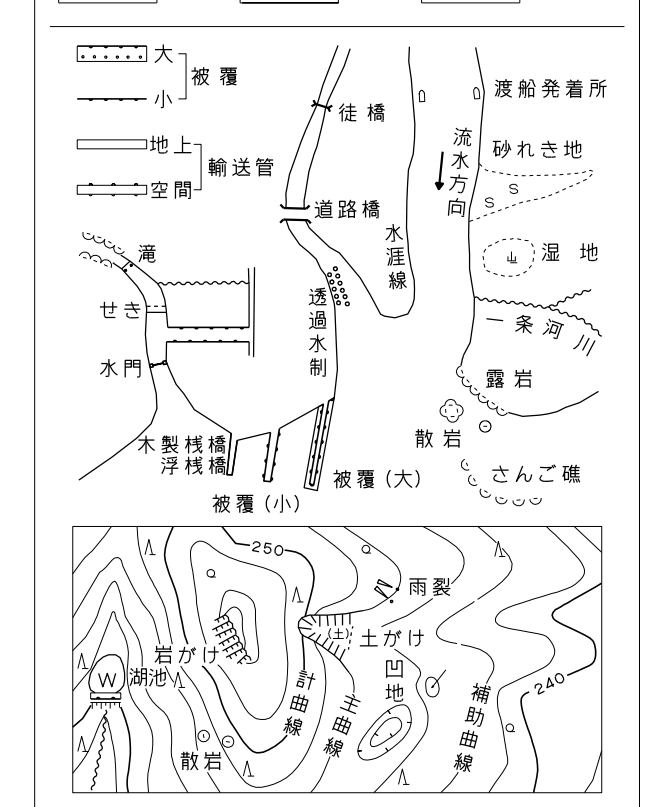 大
被覆
小
地上
輸送管
空間
徒橋
渡船発着所
流水方向
砂れき地
S
S
道路橋
水涯線
滝
湿地
せき
透過水制
一条河川
水門
露岩
散岩
木製桟橋
浮桟橋
さんご礁
被覆(大)
被覆(小)
250
雨裂
(土)
土がけ
岩がけ
凹地
W
湖池
計曲線
主曲線
補助曲線
240
散岩